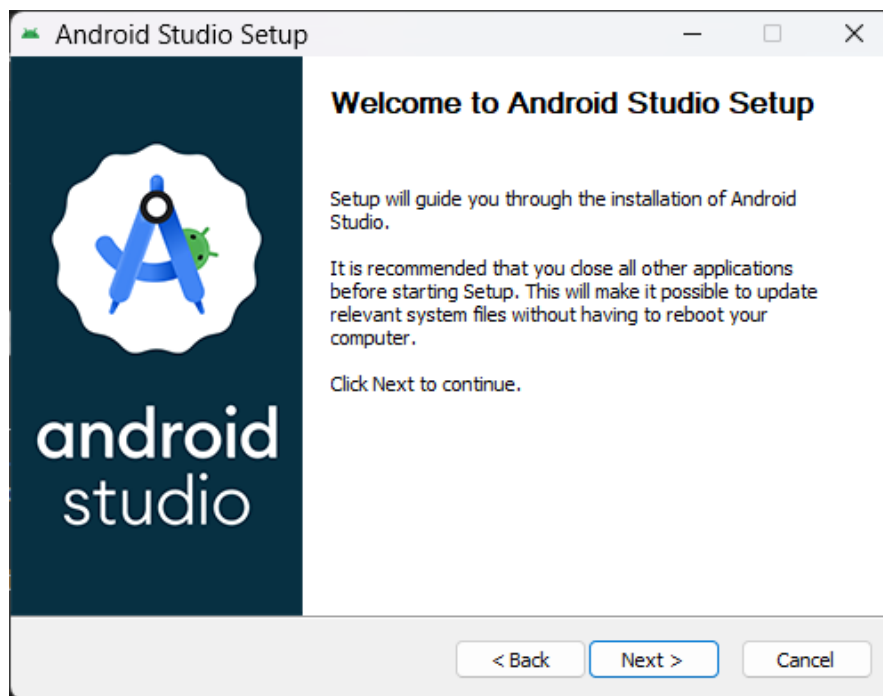 Android Studio Setup
Welcome to Android Studio Setup
Setup will guide you through the installation of Android
Studio.
It is recommended that you close all other applications
before starting Setup. This will make it possible to update
relevant system files without having to reboot your
computer.
Click Next to continue.
android
studio
< Back
Next >
Cancel